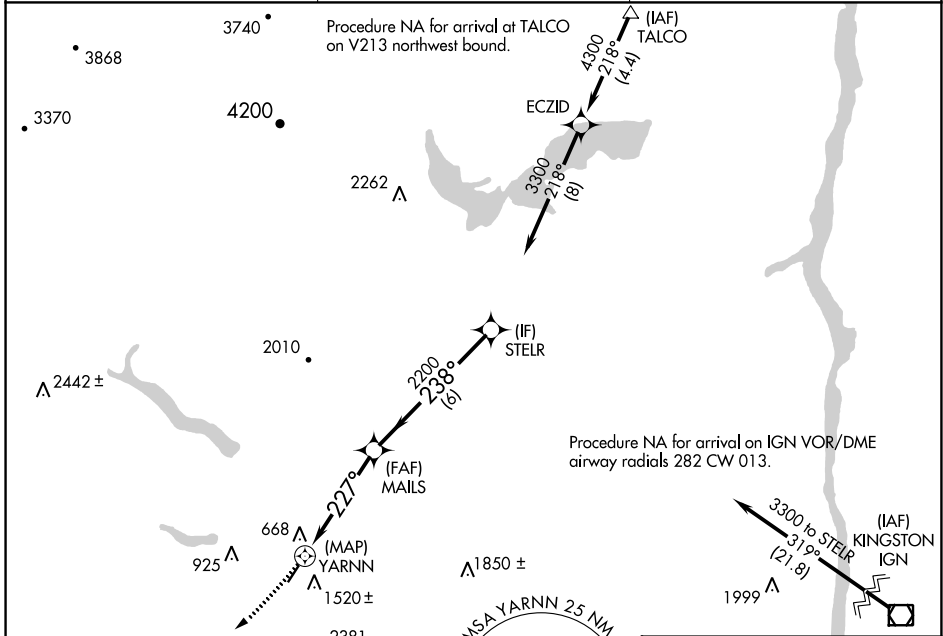 3740
Procedure NA for arrival at TALCO
on V213 northwest bound.
(IAF)
TALCO
3868
4300
218°
(4.4)
3370
4200
ECZID
3300
218°
(8)
2262
(IF)
STELR
2010
2200
238°
(6)
2442 ±
Procedure NA for arrival on IGN VOR/DME
airway radials 282 CW 013.
(FAF)
MAILS
227°
3300 to STELR
319°
(21.8)
(IAF)
KINGSTON
IGN
668
(MAP)
YARNN
925
1850 ±
1520 ±
1999
MSA YARNN 25 NM
2381